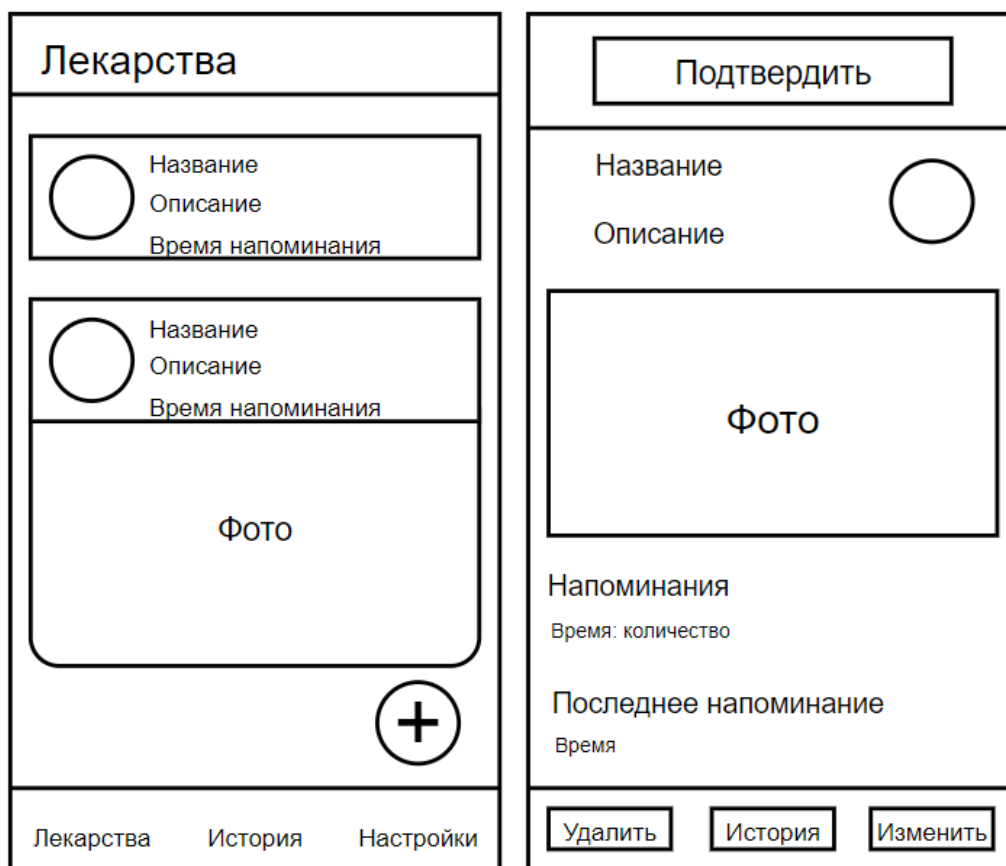 Лекарства
Название
Описание
Время напоминания
Название
Описание
Время напоминания
Фото
+
Лекарства История Настройки
Подтвердить
Название
Описание
Фото
Напоминания
Время: количество
Последнее напоминание
Время
Удалить История Изменить